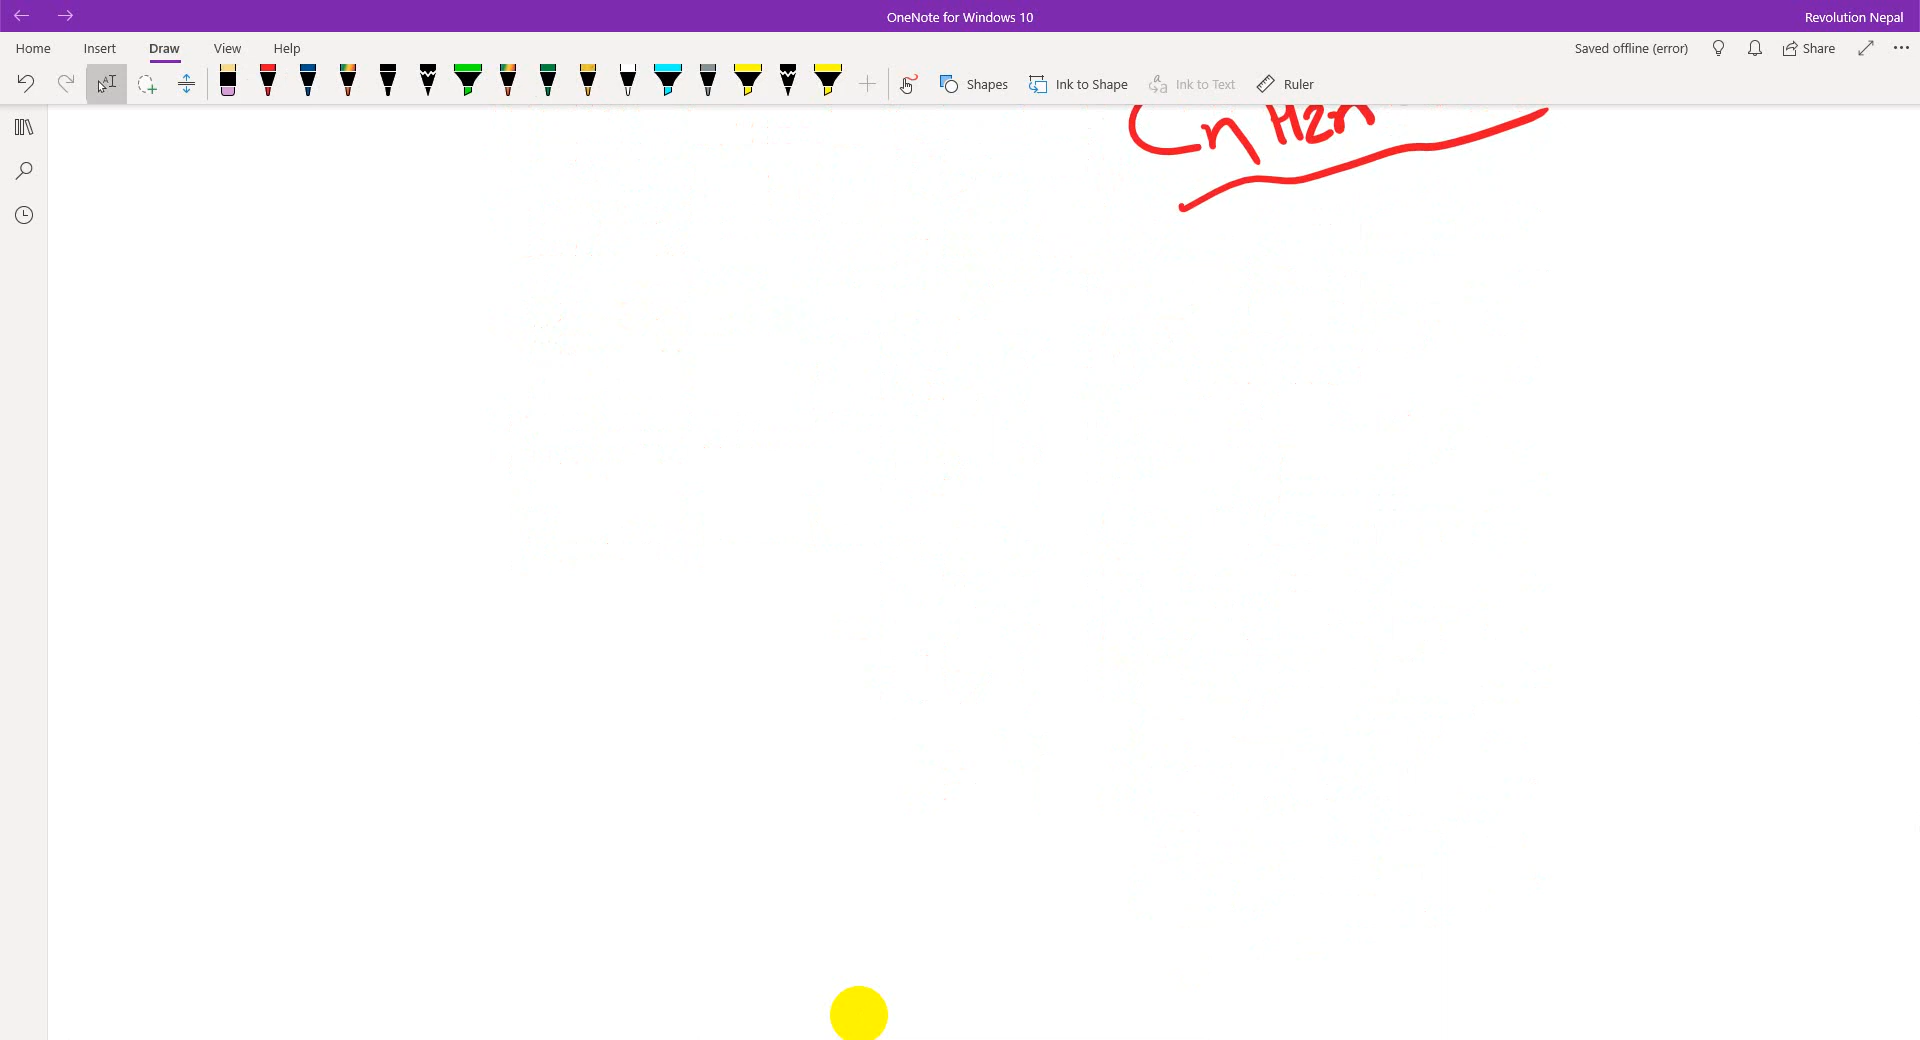 OneNote for Windows 10
Revolution Nepal
Home Insert Draw View Help
Saved offline (error) Share
Shapes Ink to Shape Ink to Text Ruler
CnH2n